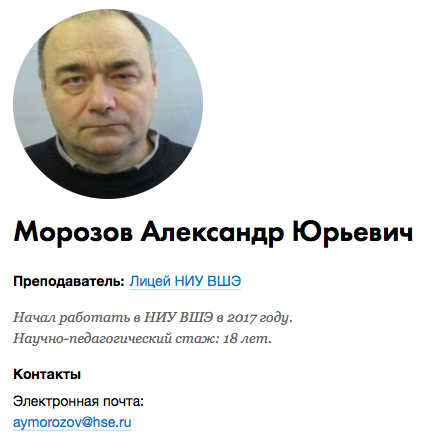 Морозов Александр Юрьевич
Преподаватель: Лицей НИУ ВШЭ
Начал работать в НИУ ВШЭ в 2017 году.
Научно-педагогический стаж: 18 лет.
Контакты
Электронная почта:
aymorozov@hse.ru